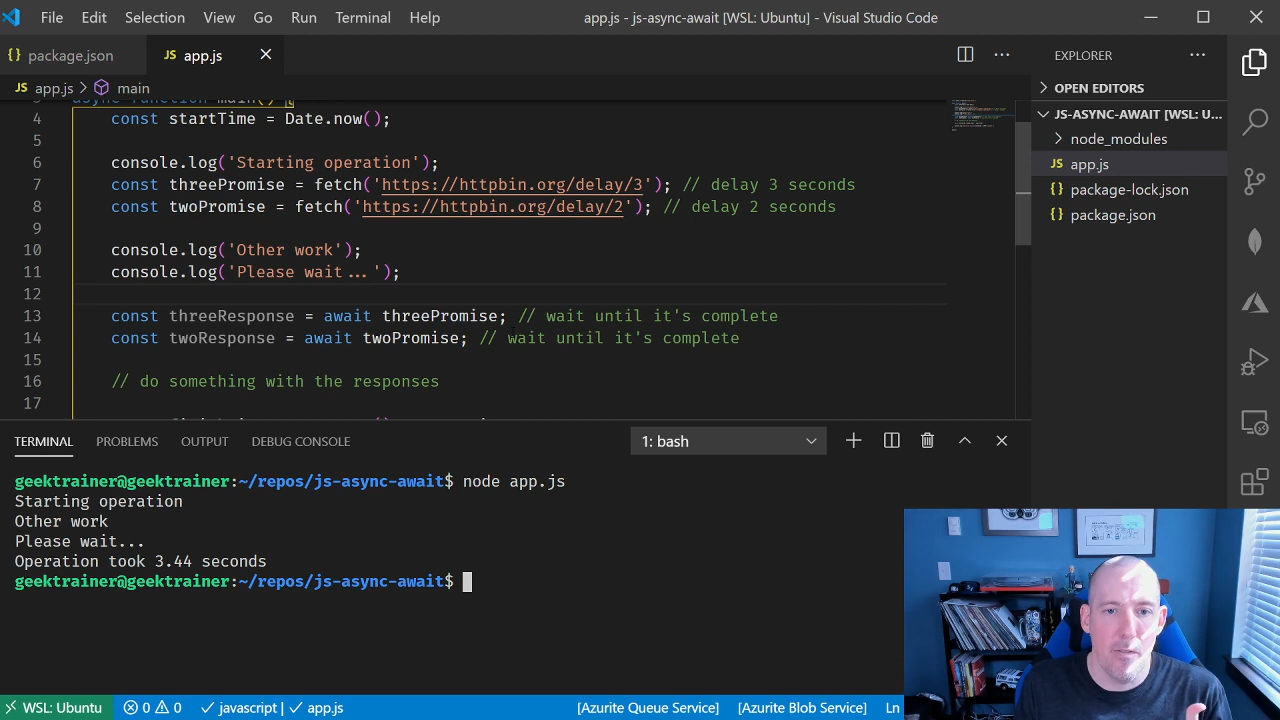 File Edit Selection View Go Run Terminal Help app.js - js-async-await [WSL: Ubuntu] - Visual Studio Code
{} package.json JS app.js
JS app.js > main
async function main() {
4 const startTime = Date.now();
5
6 console.log('Starting operation');
7 const threePromise = fetch('https://httpbin.org/delay/3'); // delay 3 seconds
8 const twoPromise = fetch('https://httpbin.org/delay/2'); // delay 2 seconds
9
10 console.log('Other work');
11 console.log('Please wait...');
12
13 const threeResponse = await threePromise; // wait until it's complete
14 const twoResponse = await twoPromise; // wait until it's complete
15
16 // do something with the responses
17
EXPLORER
OPEN EDITORS
JS-ASYNC-AWAIT [WSL: U...
node_modules
JS app.js
{} package-lock.json
{} package.json
TERMINAL PROBLEMS OUTPUT DEBUG CONSOLE 1: bash
geektrainer@geektrainer:~/repos/js-async-await$ node app.js
Starting operation
Other work
Please wait...
Operation took 3.44 seconds
geektrainer@geektrainer:~/repos/js-async-await$
WSL: Ubuntu 0 0 javascript | app.js [Azurite Queue Service] [Azurite Blob Service] Ln